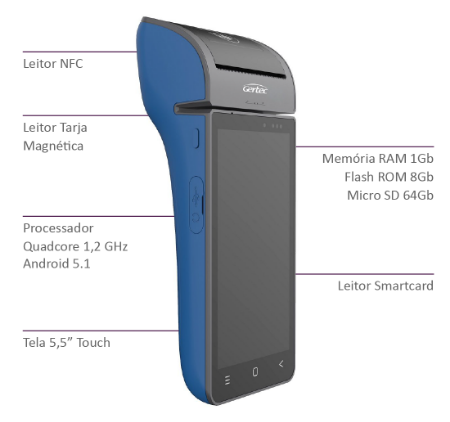 Leitor NFC
Gertec
Leitor Tarja
Magnética
Memória RAM 1Gb
Flash ROM 8Gb
Micro SD 64Gb
Processador
Quadcore 1,2 GHz
Android 5.1
Leitor Smartcard
Tela 5,5” Touch